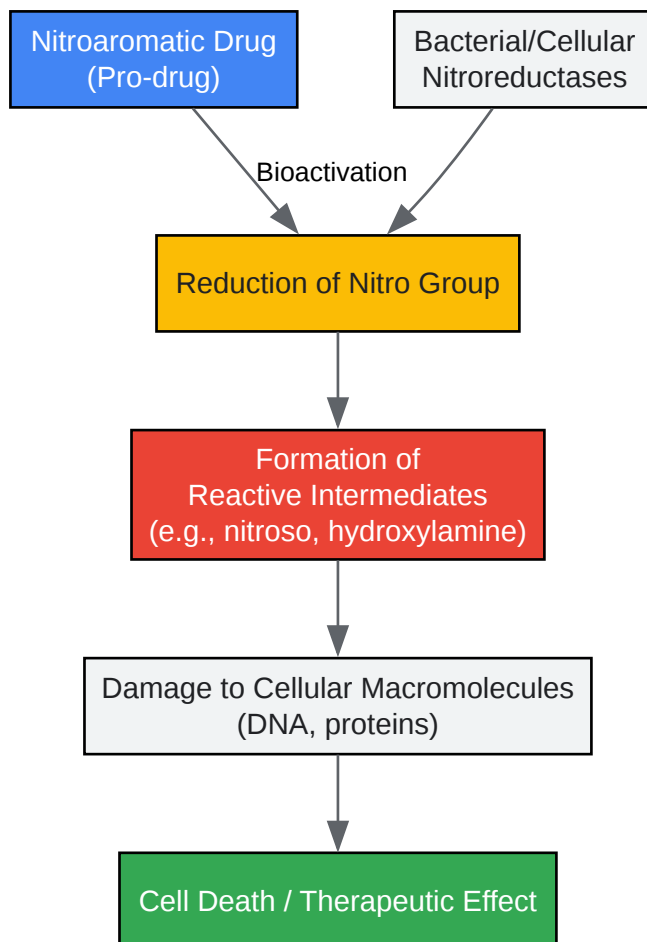 Nitroaromatic Drug
(Pro-drug)
Bacterial/Cellular
Nitroreductases
Bioactivation
Reduction of Nitro Group
Formation of
Reactive Intermediates
(e.g., nitroso, hydroxylamine)
Damage to Cellular Macromolecules
(DNA, proteins)
Cell Death / Therapeutic Effect